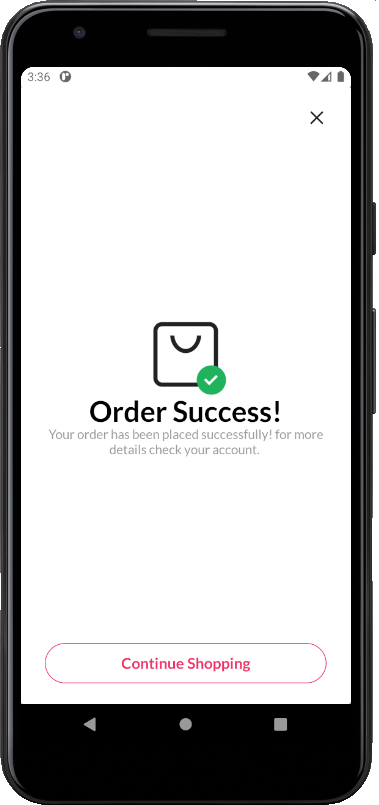 3:36
Order Success!
Your order has been placed successfully! for more
details check your account.
Continue Shopping